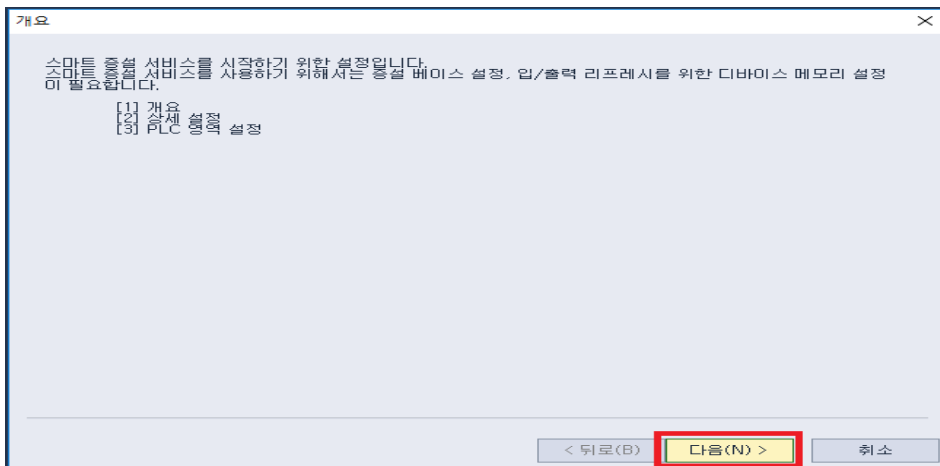 개요
스마트 증설 서비스를 시작하기 위한 설정입니다.
스마트 증설 서비스를 사용하기 위해서는 증설 베이스 설정, 입/출력 리프레시를 위한 디바이스 메모리 설정
이 필요합니다.
[1] 개요
[2] 상세 설정
[3] PLC 영역 설정
< 뒤로(B)
다음(N) >
취소